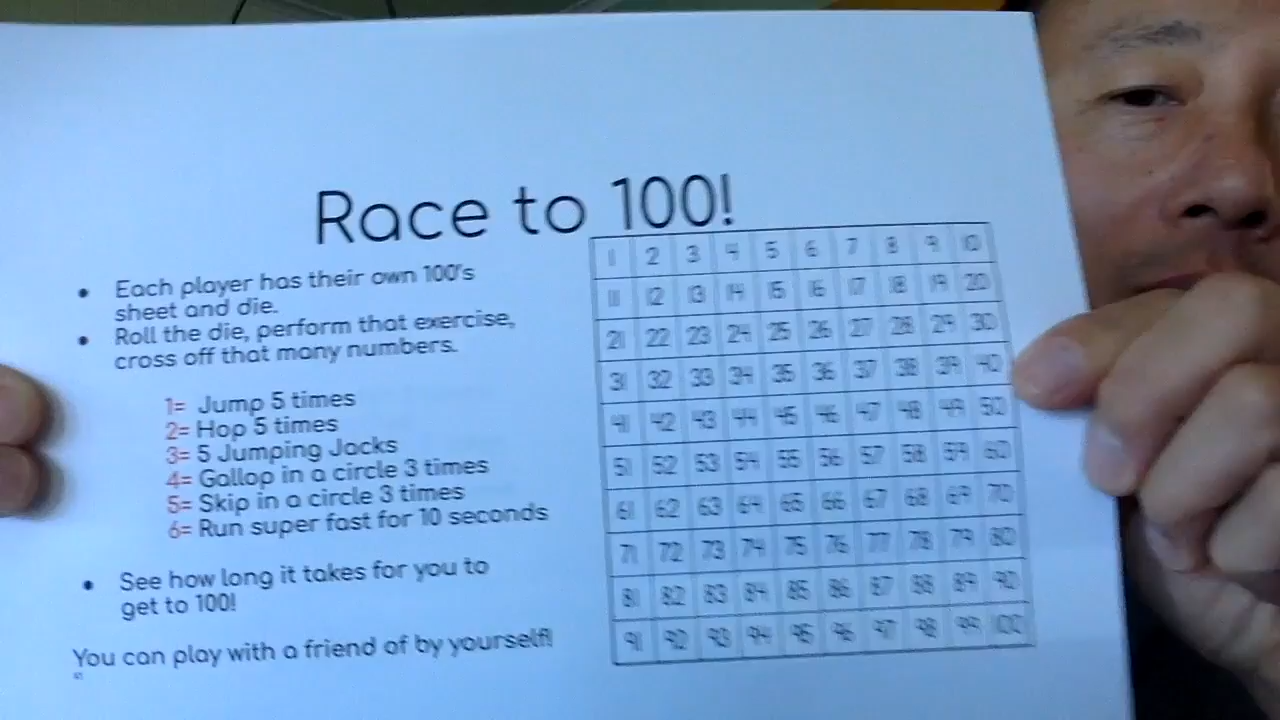 Race to 100!
• Each player has their own 100's
sheet and die.
• Roll the die, perform that exercise,
cross off that many numbers.
1= Jump 5 times
2= Hop 5 times
3= 5 Jumping Jacks
4= Gallop in a circle 3 times
5= Skip in a circle 3 times
6= Run super fast for 10 seconds
• See how long it takes for you to
get to 100!
You can play with a friend of by yourself!
1 2 3 4 5 6 7 8 9 10
11 12 13 14 15 16 17 18 19 20
21 22 23 24 25 26 27 28 29 30
31 32 33 34 35 36 37 38 39 40
41 42 43 44 45 46 47 48 49 50
51 52 53 54 55 56 57 58 59 60
61 62 63 64 65 66 67 68 69 70
71 72 73 74 75 76 77 78 79 80
81 82 83 84 85 86 87 88 89 90
91 92 93 94 95 96 97 98 99 100